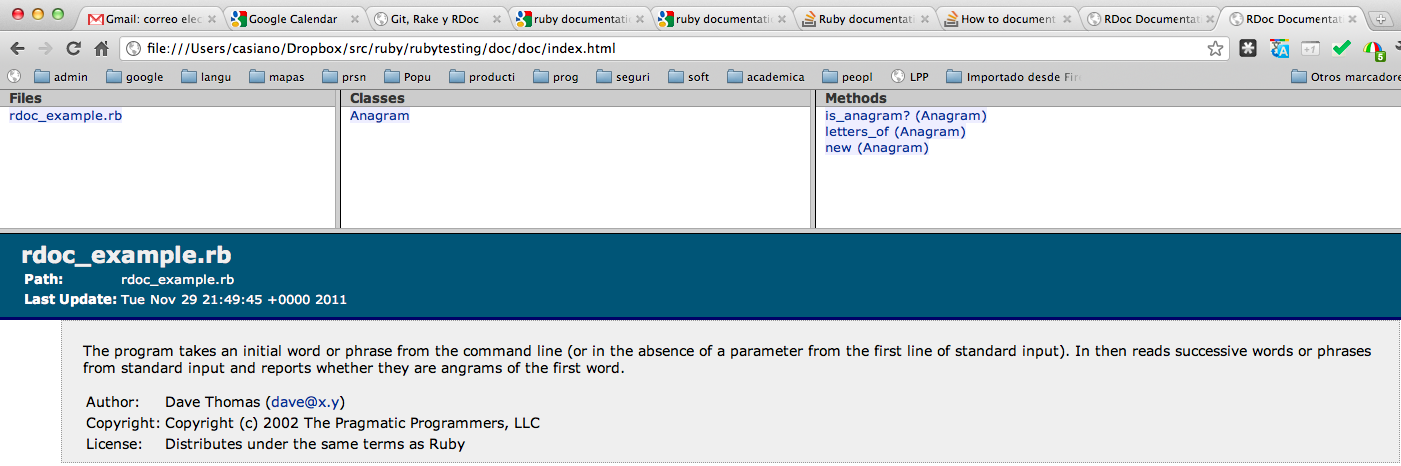 Gmail: correo elec Google Calendar Git, Rake y RDoc ruby documentati ruby documentati Ruby documentat How to document RDoc Documentat RDoc Documentat
file:///Users/casiano/Dropbox/src/ruby/rubytesting/doc/doc/index.html
+1 5
admin google langu mapas prsn Popu producti prog seguri soft academica peopl LPP Importado desde Fire Otros marcadore
Files Classes Methods
rdoc_example.rb Anagram is_anagram? (Anagram)
letters_of (Anagram)
new (Anagram)
rdoc_example.rb
Path: rdoc_example.rb
Last Update: Tue Nov 29 21:49:45 +0000 2011
The program takes an initial word or phrase from the command line (or in the absence of a parameter from the first line of standard input). In then reads successive words or phrases
from standard input and reports whether they are angrams of the first word.
Author: Dave Thomas (dave@x.y)
Copyright: Copyright (c) 2002 The Pragmatic Programmers, LLC
License: Distributes under the same terms as Ruby